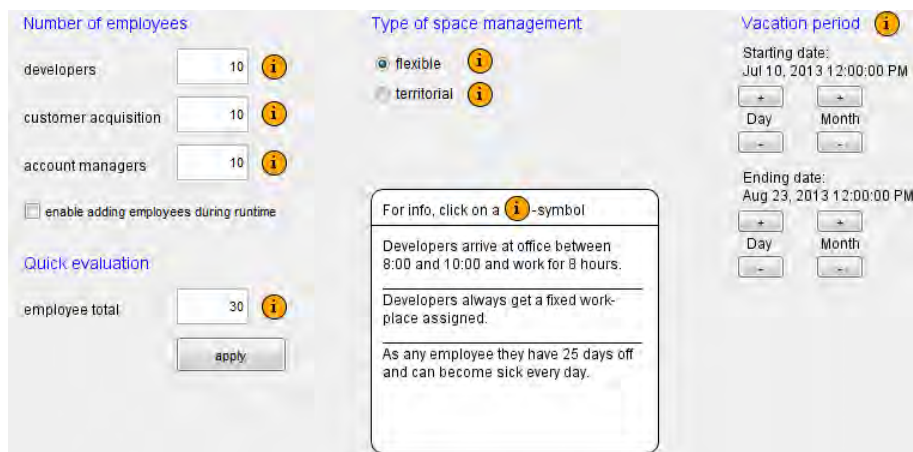 Number of employees
developers 10 i
customer acquisition 10 i
account managers 10 i
enable adding employees during runtime
Quick evaluation
employee total 30 i
apply
Type of space management
flexible i
territorial i
For info, click on a i -symbol
Developers arrive at office between
8:00 and 10:00 and work for 8 hours.
Developers always get a fixed work-
place assigned.
As any employee they have 25 days off
and can become sick every day.
Vacation period i
Starting date:
Jul 10, 2013 12:00:00 PM
+ +
Day Month
- -
Ending date:
Aug 23, 2013 12:00:00 PM
+ +
Day Month
- -